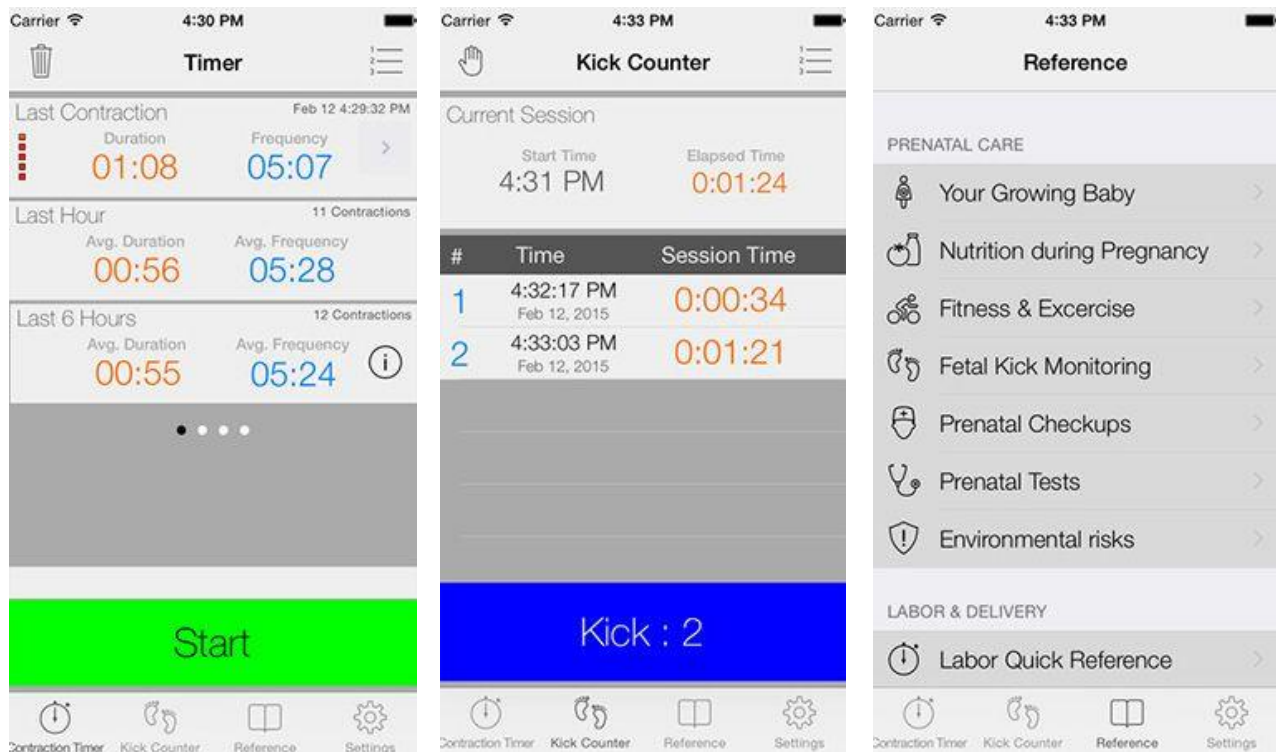 Carrier 4:30 PM
Timer
Last Contraction Feb 12 4:29:32 PM
Duration Frequency
01:08 05:07
Last Hour 11 Contractions
Avg. Duration Avg. Frequency
00:56 05:28
Last 6 Hours 12 Contractions
Avg. Duration Avg. Frequency
00:55 05:24
Start
Contraction Timer Kick Counter Reference Settings
Carrier 4:33 PM
Kick Counter
Current Session
Start Time Elapsed Time
4:31 PM 0:01:24
# Time Session Time
1 4:32:17 PM 0:00:34
Feb 12, 2015
2 4:33:03 PM 0:01:21
Feb 12, 2015
Kick : 2
Contraction Timer Kick Counter Reference Settings
Carrier 4:33 PM
Reference
PRENATAL CARE
Your Growing Baby
Nutrition during Pregnancy
Fitness & Excercise
Fetal Kick Monitoring
Prenatal Checkups
Prenatal Tests
Environmental risks
LABOR & DELIVERY
Labor Quick Reference
Contraction Timer Kick Counter Reference Settings